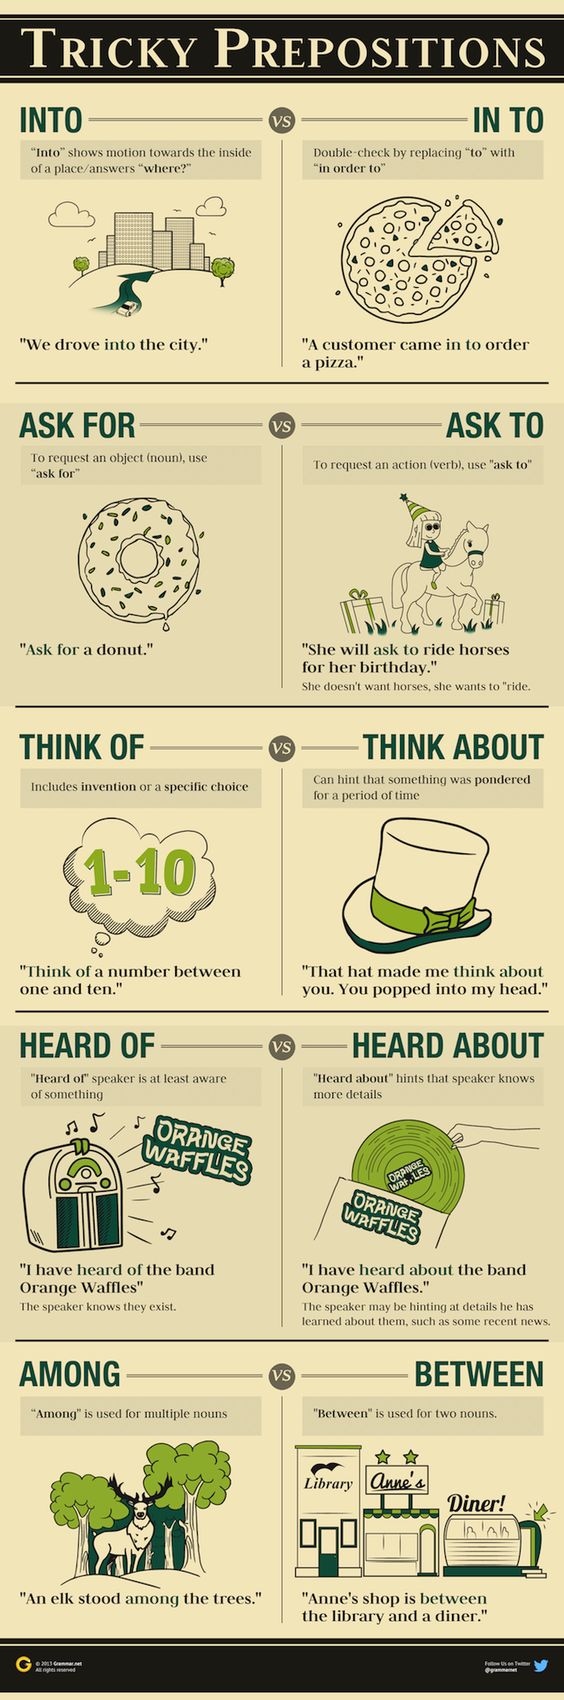 TRICKY PREPOSITIONS
INTO
vs
IN TO
"Into" shows motion towards the inside
of a place/answers "where?"
Double-check by replacing "to" with
"in order to"
"We drove into the city."
"A customer came in to order
a pizza."
ASK FOR
vs
ASK TO
To request an object (noun), use
"ask for"
To request an action (verb), use "ask to"
"Ask for a donut."
"She will ask to ride horses
for her birthday."
She doesn't want horses, she wants to "ride.
THINK OF
vs
THINK ABOUT
Includes invention or a specific choice
Can hint that something was pondered
for a period of time
1-10
"Think of a number between
one and ten."
"That hat made me think about
you. You popped into my head."
HEARD OF
vs
HEARD ABOUT
"Heard of" speaker is at least aware
of something
"Heard about" hints that speaker knows
more details
ORANGE
WAFFLES
ORANGE
WAFFLES
ORANGE
WAFFLES
"I have heard of the band
Orange Waffles"
The speaker knows they exist.
"I have heard about the band
Orange Waffles."
The speaker may be hinting at details he has
learned about them, such as some recent news.
AMONG
vs
BETWEEN
"Among" is used for multiple nouns
"Between" is used for two nouns.
Library
Anne's
Diner!
"An elk stood among the trees."
"Anne's shop is between
the library and a diner."
G
© 2013 Grammar.net
All rights reserved
Follow Us on Twitter
@grammarnet